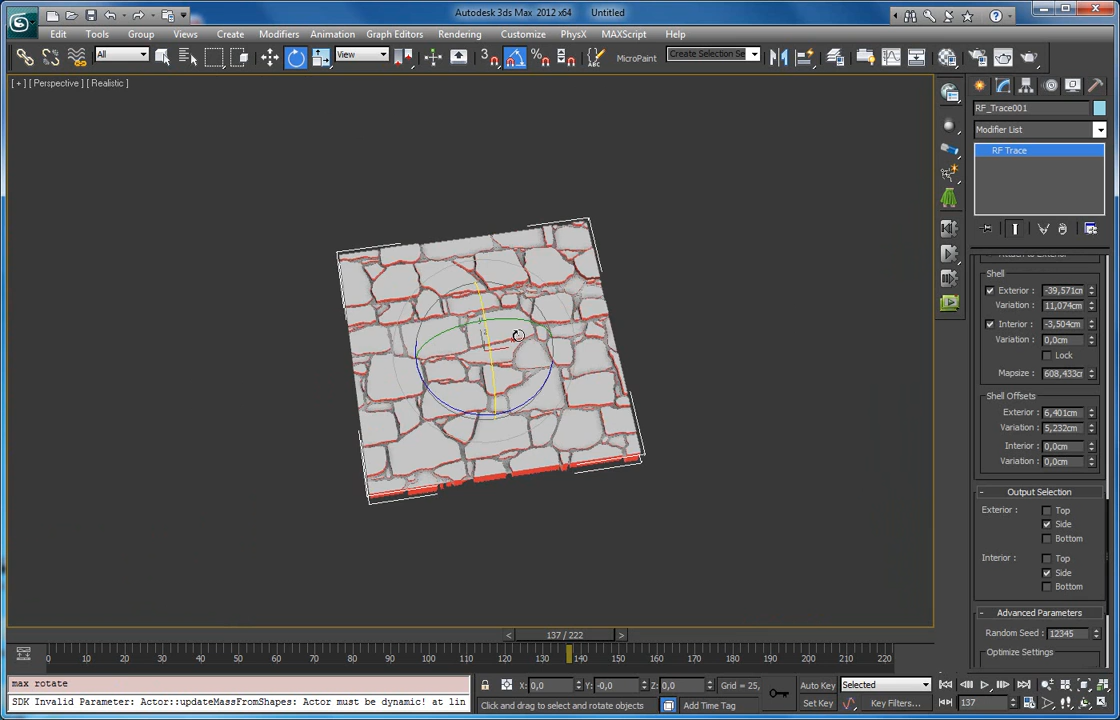 Autodesk 3ds Max 2012 x64 Untitled
Edit Tools Group Views Create Modifiers Animation Graph Editors Rendering Customize PhysX MAXScript Help
All View 3 MicroPaint Create Selection Se
[ + ] [ Perspective ] [ Realistic ]
RF_Trace001
Modifier List
RF Trace
Shell
Exterior : -39,571cm
Variation : 11,074cm
Interior : -3,504cm
Variation : 0,0cm
Lock
Mapsize: 608,433cm
Shell Offsets
Exterior : 6,401cm
Variation : 5,232cm
Interior : 0,0cm
Variation : 0,0cm
- Output Selection
Exterior : Top
Side
Bottom
Interior : Top
Side
Bottom
- Advanced Parameters
Random Seed : 12345
Optimize Settings
< 137 / 222 >
0 10 20 30 40 50 60 70 80 90 100 110 120 130 140 150 160 170 180 190 200 210 220
max rotate
SDK Invalid Parameter: Actor::updateMassFromShapes: Actor must be dynamic! at lin
X: 0,0 Y: -0,0 Z: 0,0 Grid = 25,
Click and drag to select and rotate objects Add Time Tag
Auto Key Selected
Set Key Key Filters... 137